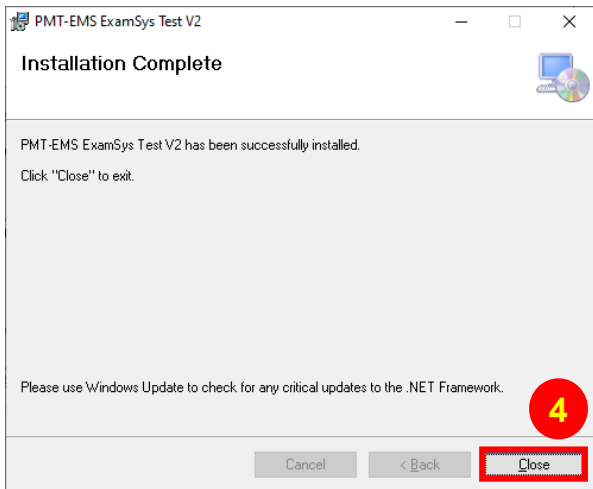 PMT-EMS ExamSys Test V2
Installation Complete
PMT-EMS ExamSys Test V2 has been successfully installed.
Click "Close" to exit.
Please use Windows Update to check for any critical updates to the .NET Framework.
4
Cancel
< Back
Close